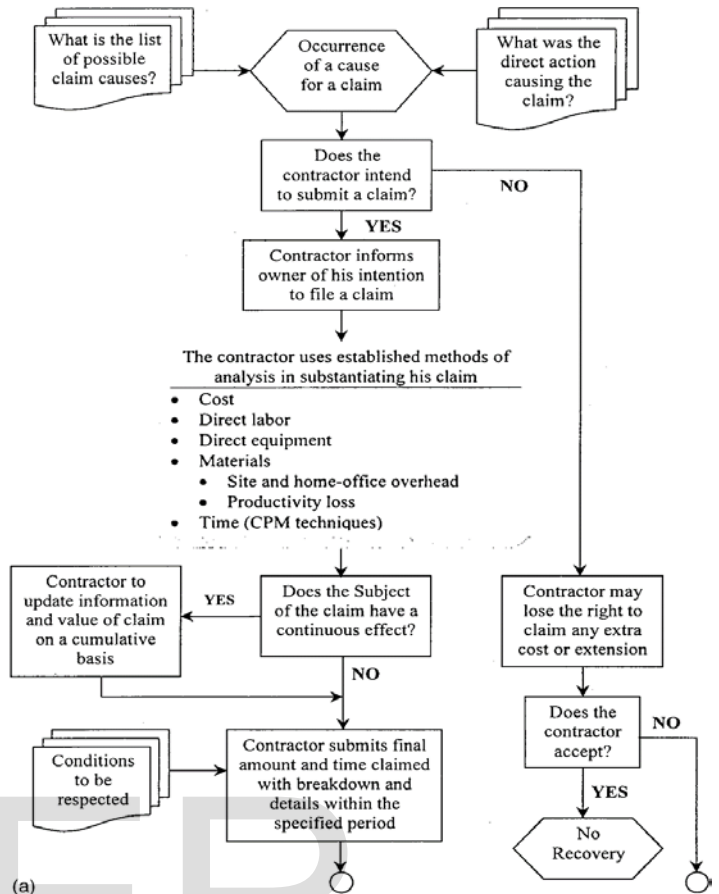 What is the list
of possible
claim causes?
Occurrence
of a cause
for a claim
What was the
direct action
causing the
claim?
Does the
contractor intend
to submit a claim?
NO
YES
Contractor informs
owner of his intention
to file a claim
The contractor uses established methods of
analysis in substantiating his claim
• Cost
• Direct labor
• Direct equipment
• Materials
• Site and home-office overhead
• Productivity loss
• Time (CPM techniques)
Contractor to
update information
and value of claim
on a cumulative
basis
YES
Does the Subject
of the claim have a
continuous effect?
NO
Contractor may
lose the right to
claim any extra
cost or extension
Does the
contractor
accept?
NO
YES
No
Recovery
Conditions
to be
respected
Contractor submits final
amount and time claimed
with breakdown and
details within the
specified period
(a)